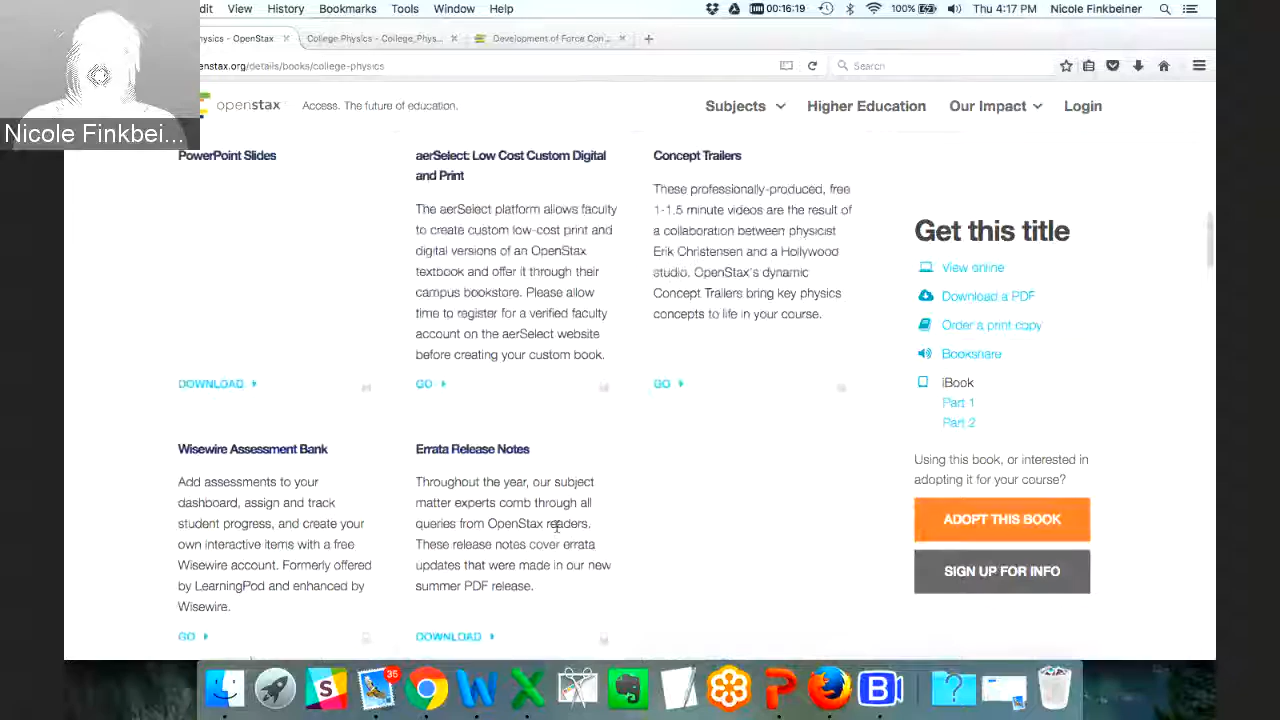 dit View History Bookmarks Tools Window Help 00:16:19 100% Thu 4:17 PM Nicole Finkbeiner
hysics - OpenStax × College Physics - College_Phys... × Development of Force Con... × +
enstax.org/details/books/college-physics Search
openstax Access. The future of education. Subjects Higher Education Our Impact Login
Nicole Finkbei...
PowerPoint Slides
DOWNLOAD
aerSelect: Low Cost Custom Digital
and Print
The aerSelect platform allows faculty
to create custom low-cost print and
digital versions of an OpenStax
textbook and offer it through their
campus bookstore. Please allow
time to register for a verified faculty
account on the aerSelect website
before creating your custom book.
GO
Concept Trailers
These professionally-produced, free
1-1.5 minute videos are the result of
a collaboration between physicist
Erik Christensen and a Hollywood
studio. OpenStax's dynamic
Concept Trailers bring key physics
concepts to life in your course.
GO
Wisewire Assessment Bank
Add assessments to your
dashboard, assign and track
student progress, and create your
own interactive items with a free
Wisewire account. Formerly offered
by LearningPod and enhanced by
Wisewire.
GO
Errata Release Notes
Throughout the year, our subject
matter experts comb through all
queries from OpenStax readers.
These release notes cover errata
updates that were made in our new
summer PDF release.
DOWNLOAD
Get this title
View online
Download a PDF
Order a print copy
Bookshare
iBook
Part 1
Part 2
Using this book, or interested in
adopting it for your course?
ADOPT THIS BOOK
SIGN UP FOR INFO
35